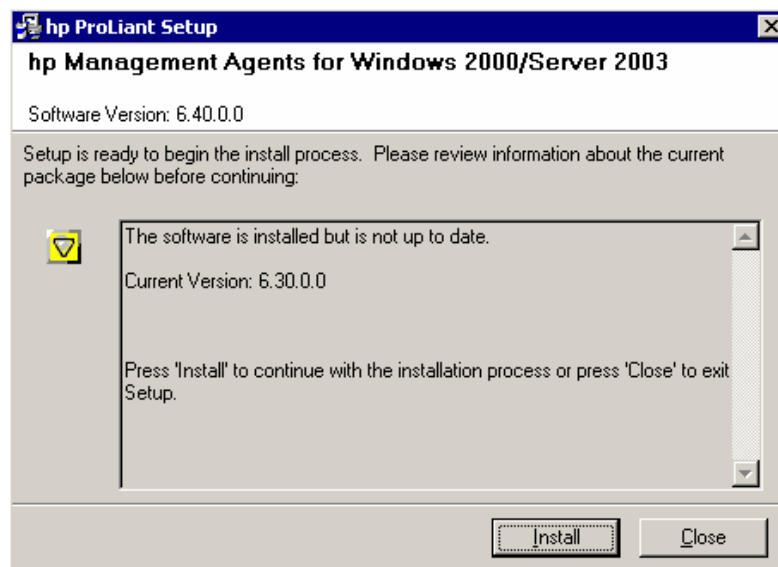 hp ProLiant Setup
hp Management Agents for Windows 2000/Server 2003
Software Version: 6.40.0.0
Setup is ready to begin the install process.  Please review information about the current
package below before continuing:
The software is installed but is not up to date.
Current Version: 6.30.0.0
Press 'Install' to continue with the installation process or press 'Close' to exit
Setup.
Install
Close